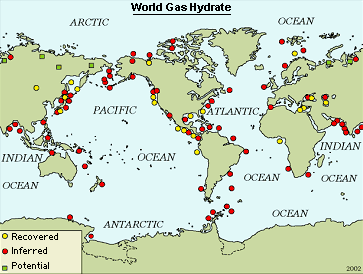 World Gas Hydrate
ARCTIC
OCEAN
PACIFIC
ATLANTIC
INDIAN
OCEAN
INDIAN
OCEAN
OCEAN
OCEAN
OCEAN
ANTARCTIC
Recovered
Inferred
Potential
2002